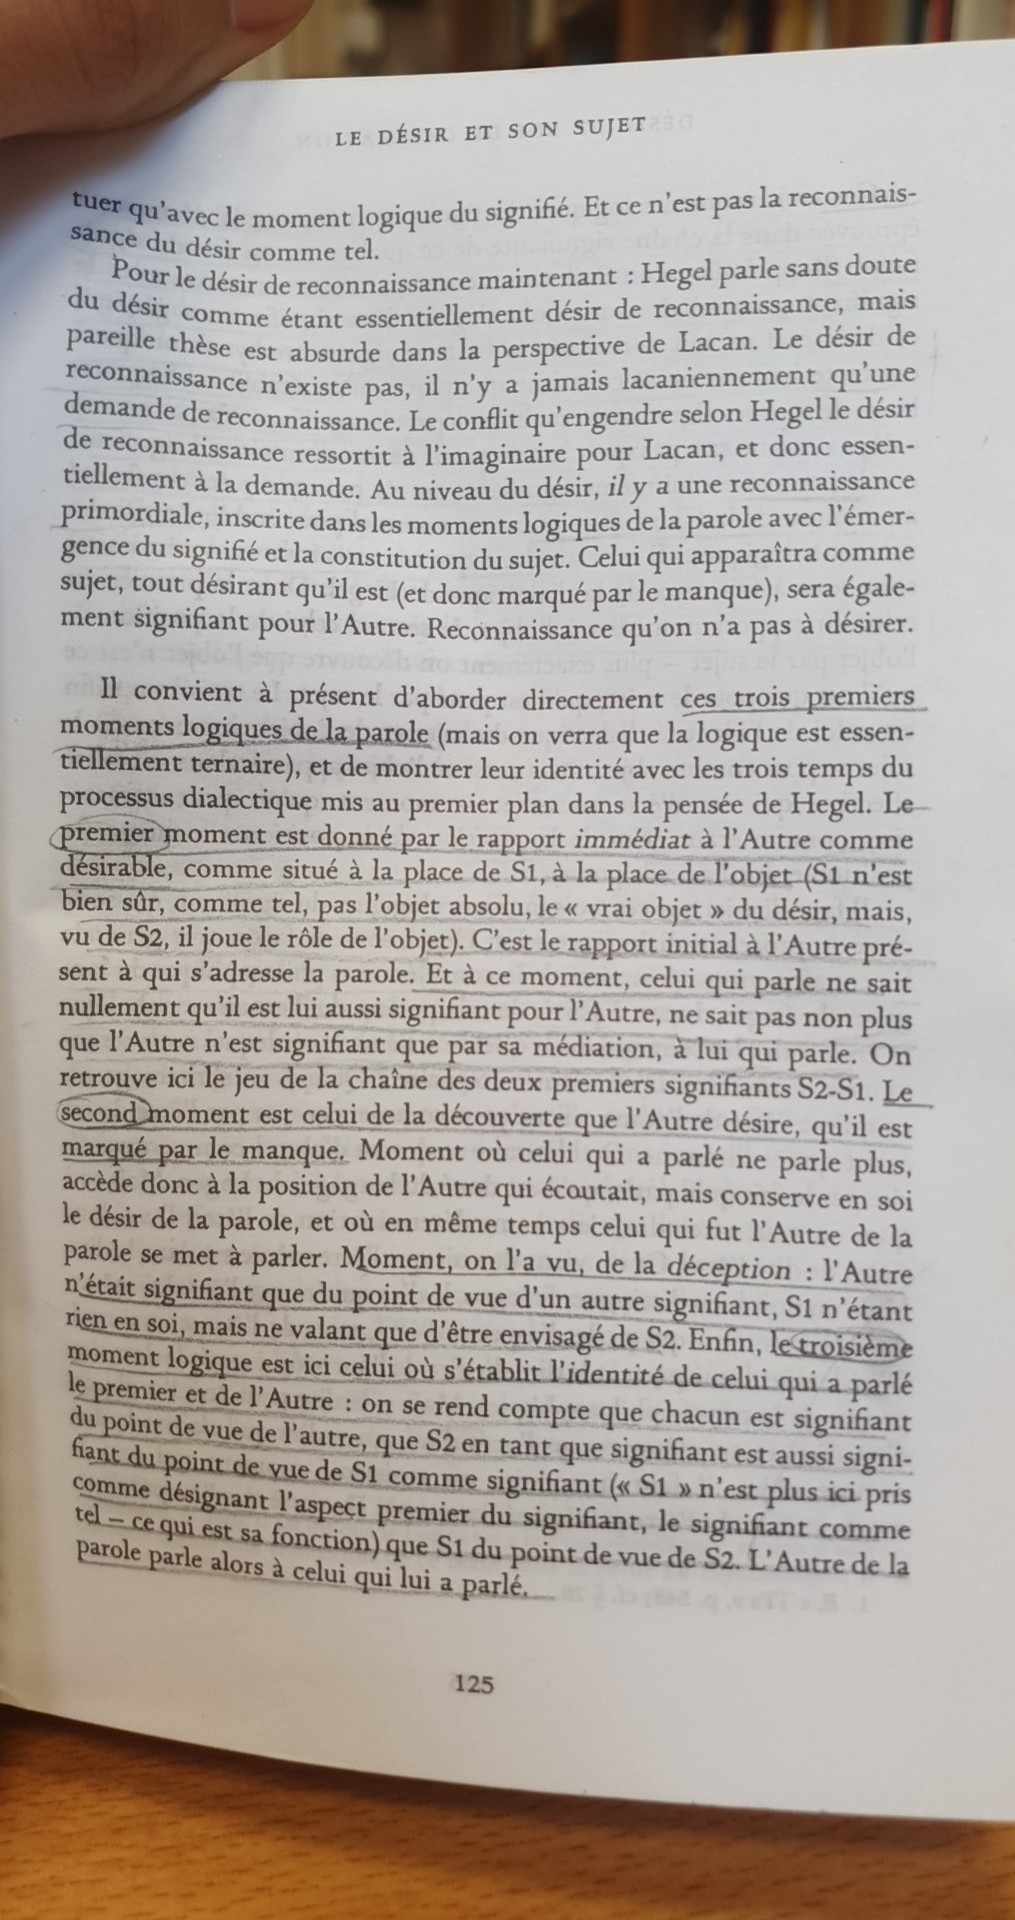 LE DÉSIR ET SON SUJET
tuer qu'avec le moment logique du signifié. Et ce n'est pas la reconnais-
sance du désir comme tel.
Pour le désir de reconnaissance maintenant : Hegel parle sans doute
du désir comme étant essentiellement désir de reconnaissance, mais
pareille thèse est absurde dans la perspective de Lacan. Le désir de
reconnaissance n'existe pas, il n'y a jamais lacaniennement qu'une
demande de reconnaissance. Le conflit qu'engendre selon Hegel le désir
de reconnaissance ressortit à l'imaginaire pour Lacan, et donc essen-
tiellement à la demande. Au niveau du désir, il y a une reconnaissance
primordiale, inscrite dans les moments logiques de la parole avec l'émer-
gence du signifié et la constitution du sujet. Celui qui apparaîtra comme
sujet, tout désirant qu'il est (et donc marqué par le manque), sera égale-
ment signifiant pour l'Autre. Reconnaissance qu'on n'a pas à désirer.
Il convient à présent d'aborder directement ces trois premiers
moments logiques de la parole (mais on verra que la logique est essen-
tiellement ternaire), et de montrer leur identité avec les trois temps du
processus dialectique mis au premier plan dans la pensée de Hegel. Le
premier moment est donné par le rapport immédiat à l'Autre comme
désirable, comme situé à la place de S1, à la place de l'objet (S1 n'est
bien sûr, comme tel, pas l'objet absolu, le « vrai objet » du désir, mais,
vu de S2, il joue le rôle de l'objet). C'est le rapport initial à l'Autre pré-
sent à qui s'adresse la parole. Et à ce moment, celui qui parle ne sait
nullement qu'il est lui aussi signifiant pour l'Autre, ne sait pas non plus
que l'Autre n'est signifiant que par sa médiation, à lui qui parle. On
retrouve ici le jeu de la chaîne des deux premiers signifiants S2-S1. Le
second moment est celui de la découverte que l'Autre désire, qu'il est
marqué par le manque. Moment où celui qui a parlé ne parle plus,
accède donc à la position de l'Autre qui écoutait, mais conserve en soi
le désir de la parole, et où en même temps celui qui fut l'Autre de la
parole se met à parler. Moment, on l'a vu, de la déception : l'Autre
n'était signifiant que du point de vue d'un autre signifiant, S1 n'étant
rien en soi, mais ne valant que d'être envisagé de S2. Enfin, le troisième
moment logique est ici celui où s'établit l'identité de celui qui a parlé
le premier et de l'Autre : on se rend compte que chacun est signifiant
du point de vue de l'autre, que S2 en tant que signifiant est aussi signi-
fiant du point de vue de S1 comme signifiant (« S1 » n'est plus ici pris
comme désignant l'aspect premier du signifiant, le signifiant comme
tel – ce qui est sa fonction) que S1 du point de vue de S2. L'Autre de la
parole parle alors à celui qui lui a parlé.
125